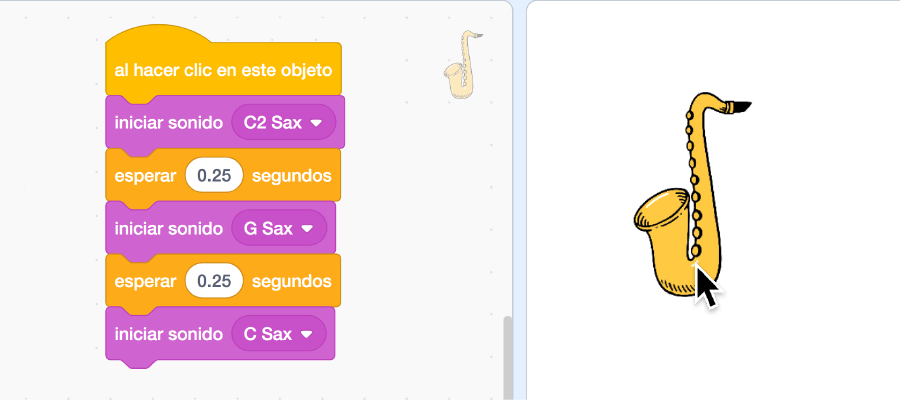 al hacer clic en este objeto
iniciar sonido C2 Sax
esperar 0.25 segundos
iniciar sonido G Sax
esperar 0.25 segundos
iniciar sonido C Sax